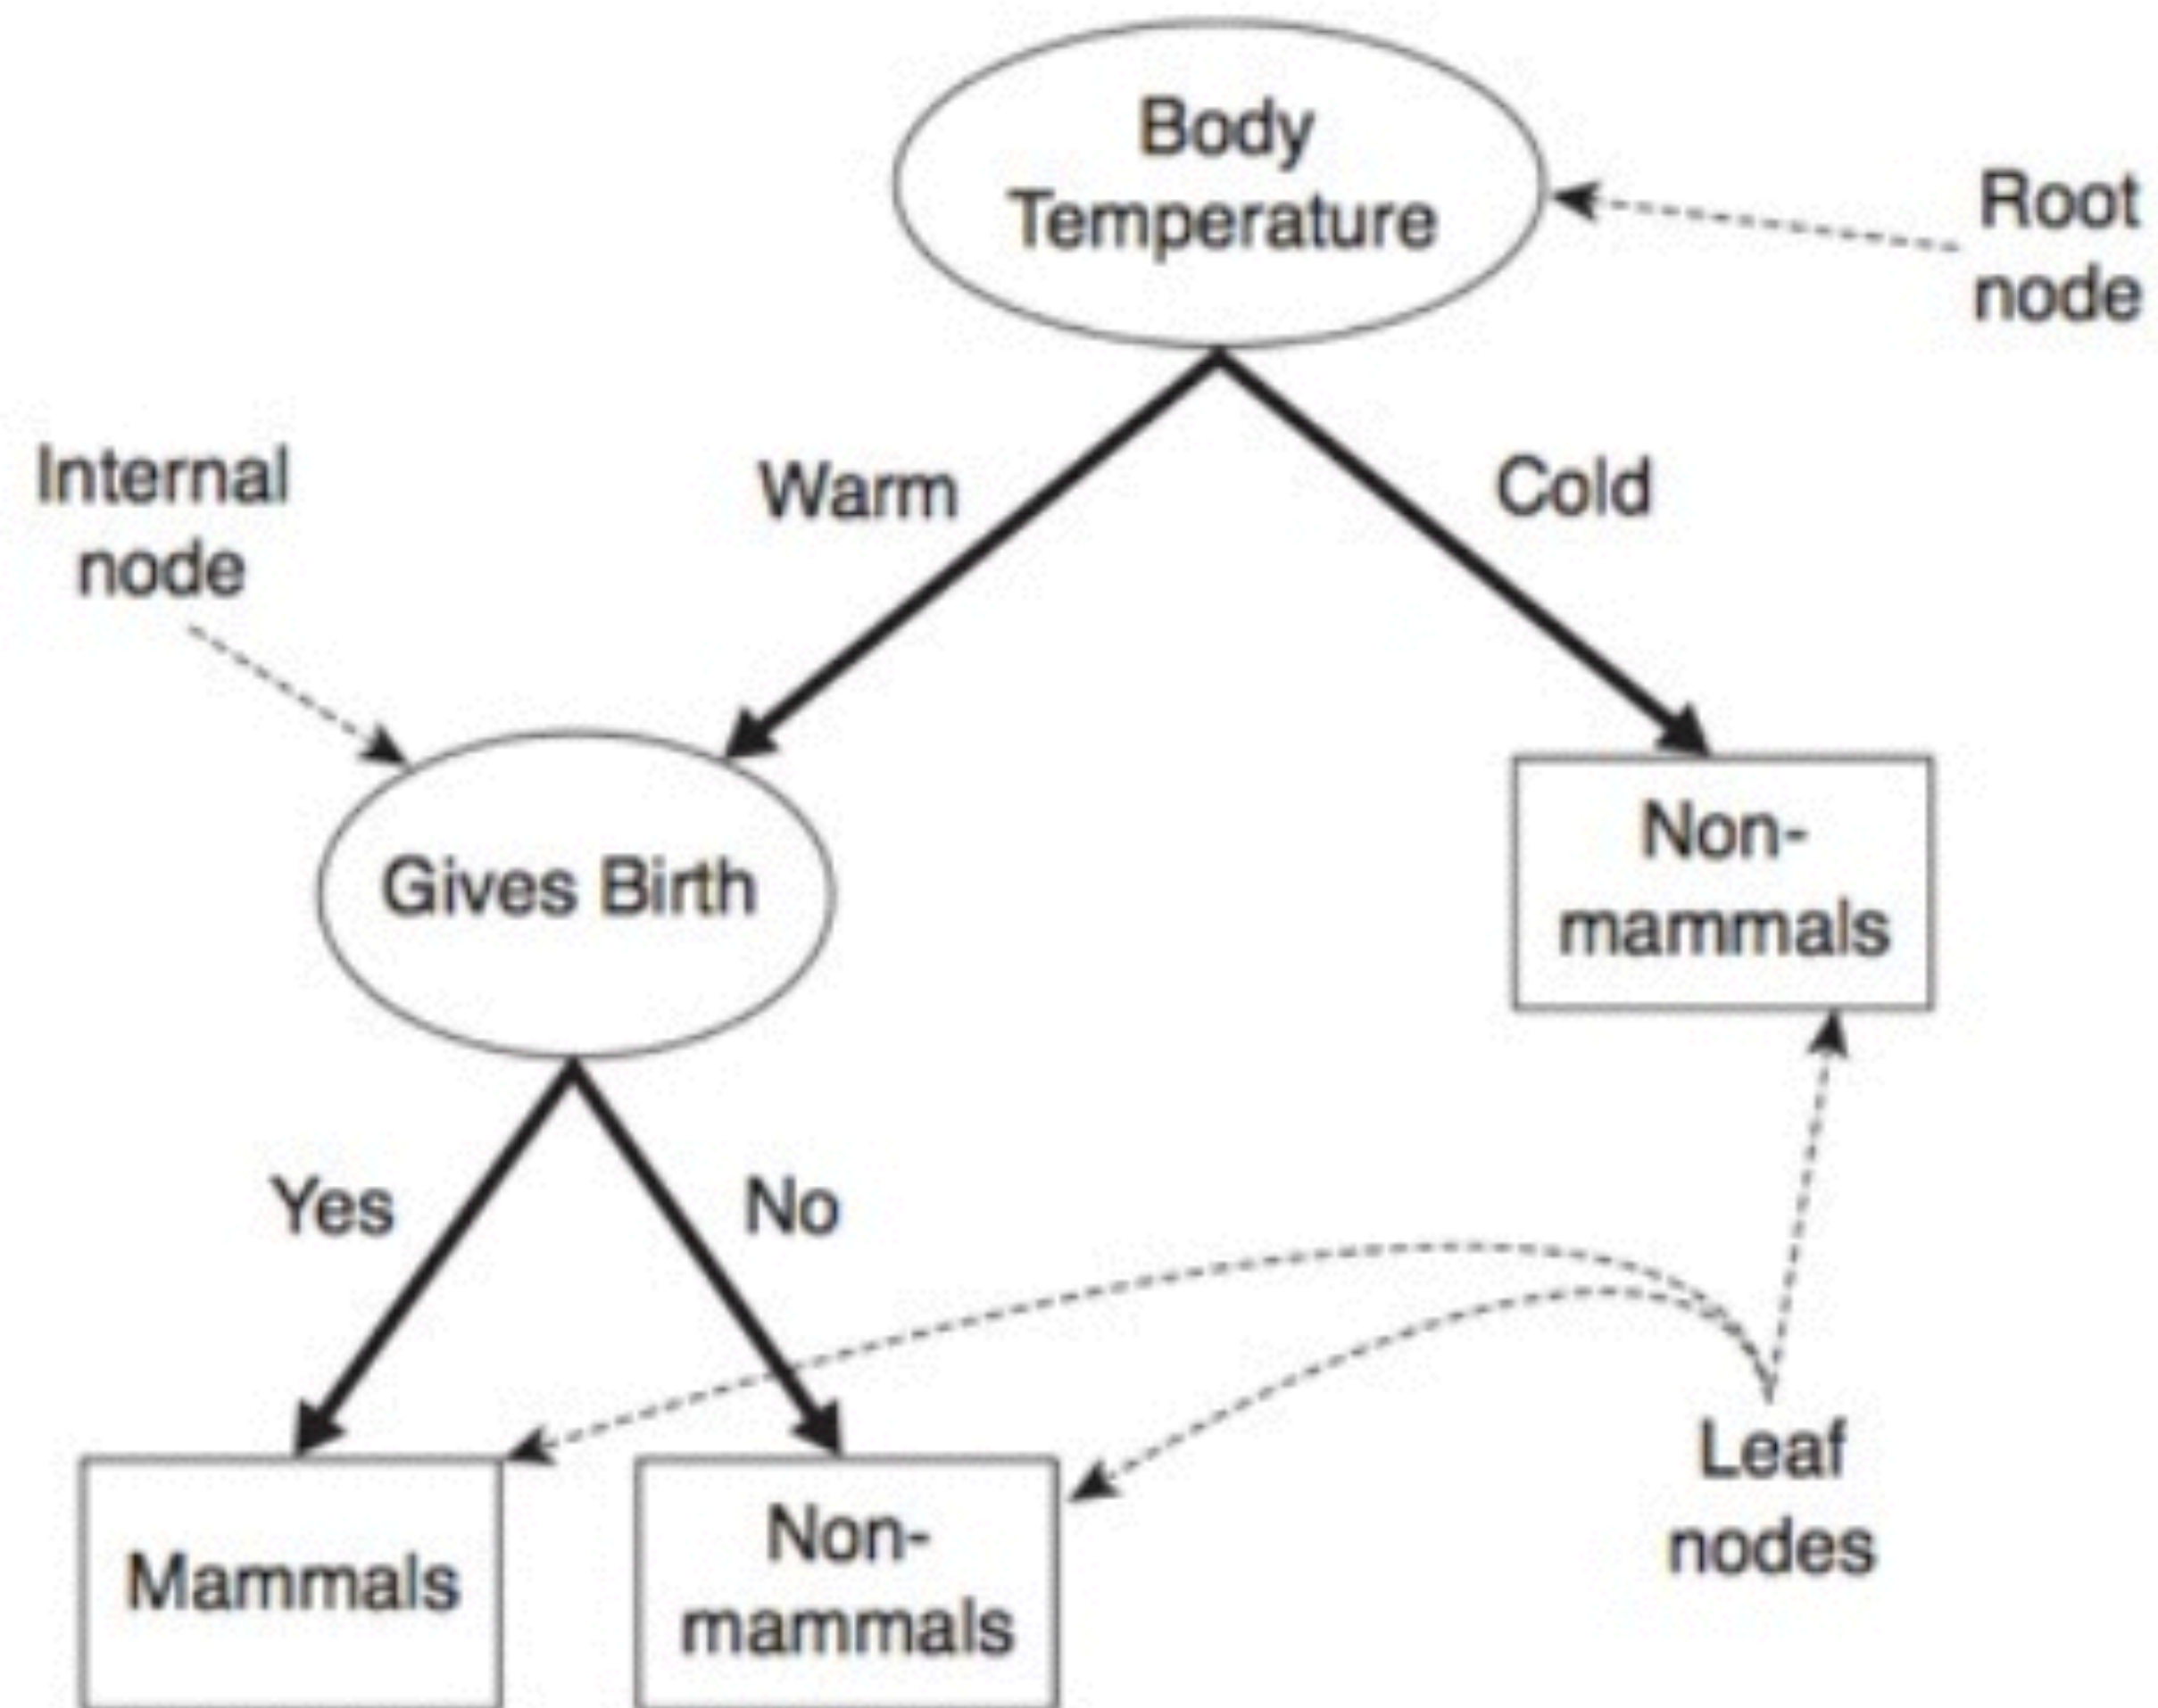 Body
Temperature
Root
node
Internal
node
Warm
Cold
Gives Birth
Non-
mammals
Yes
No
Mammals
Non-
mammals
Leaf
nodes